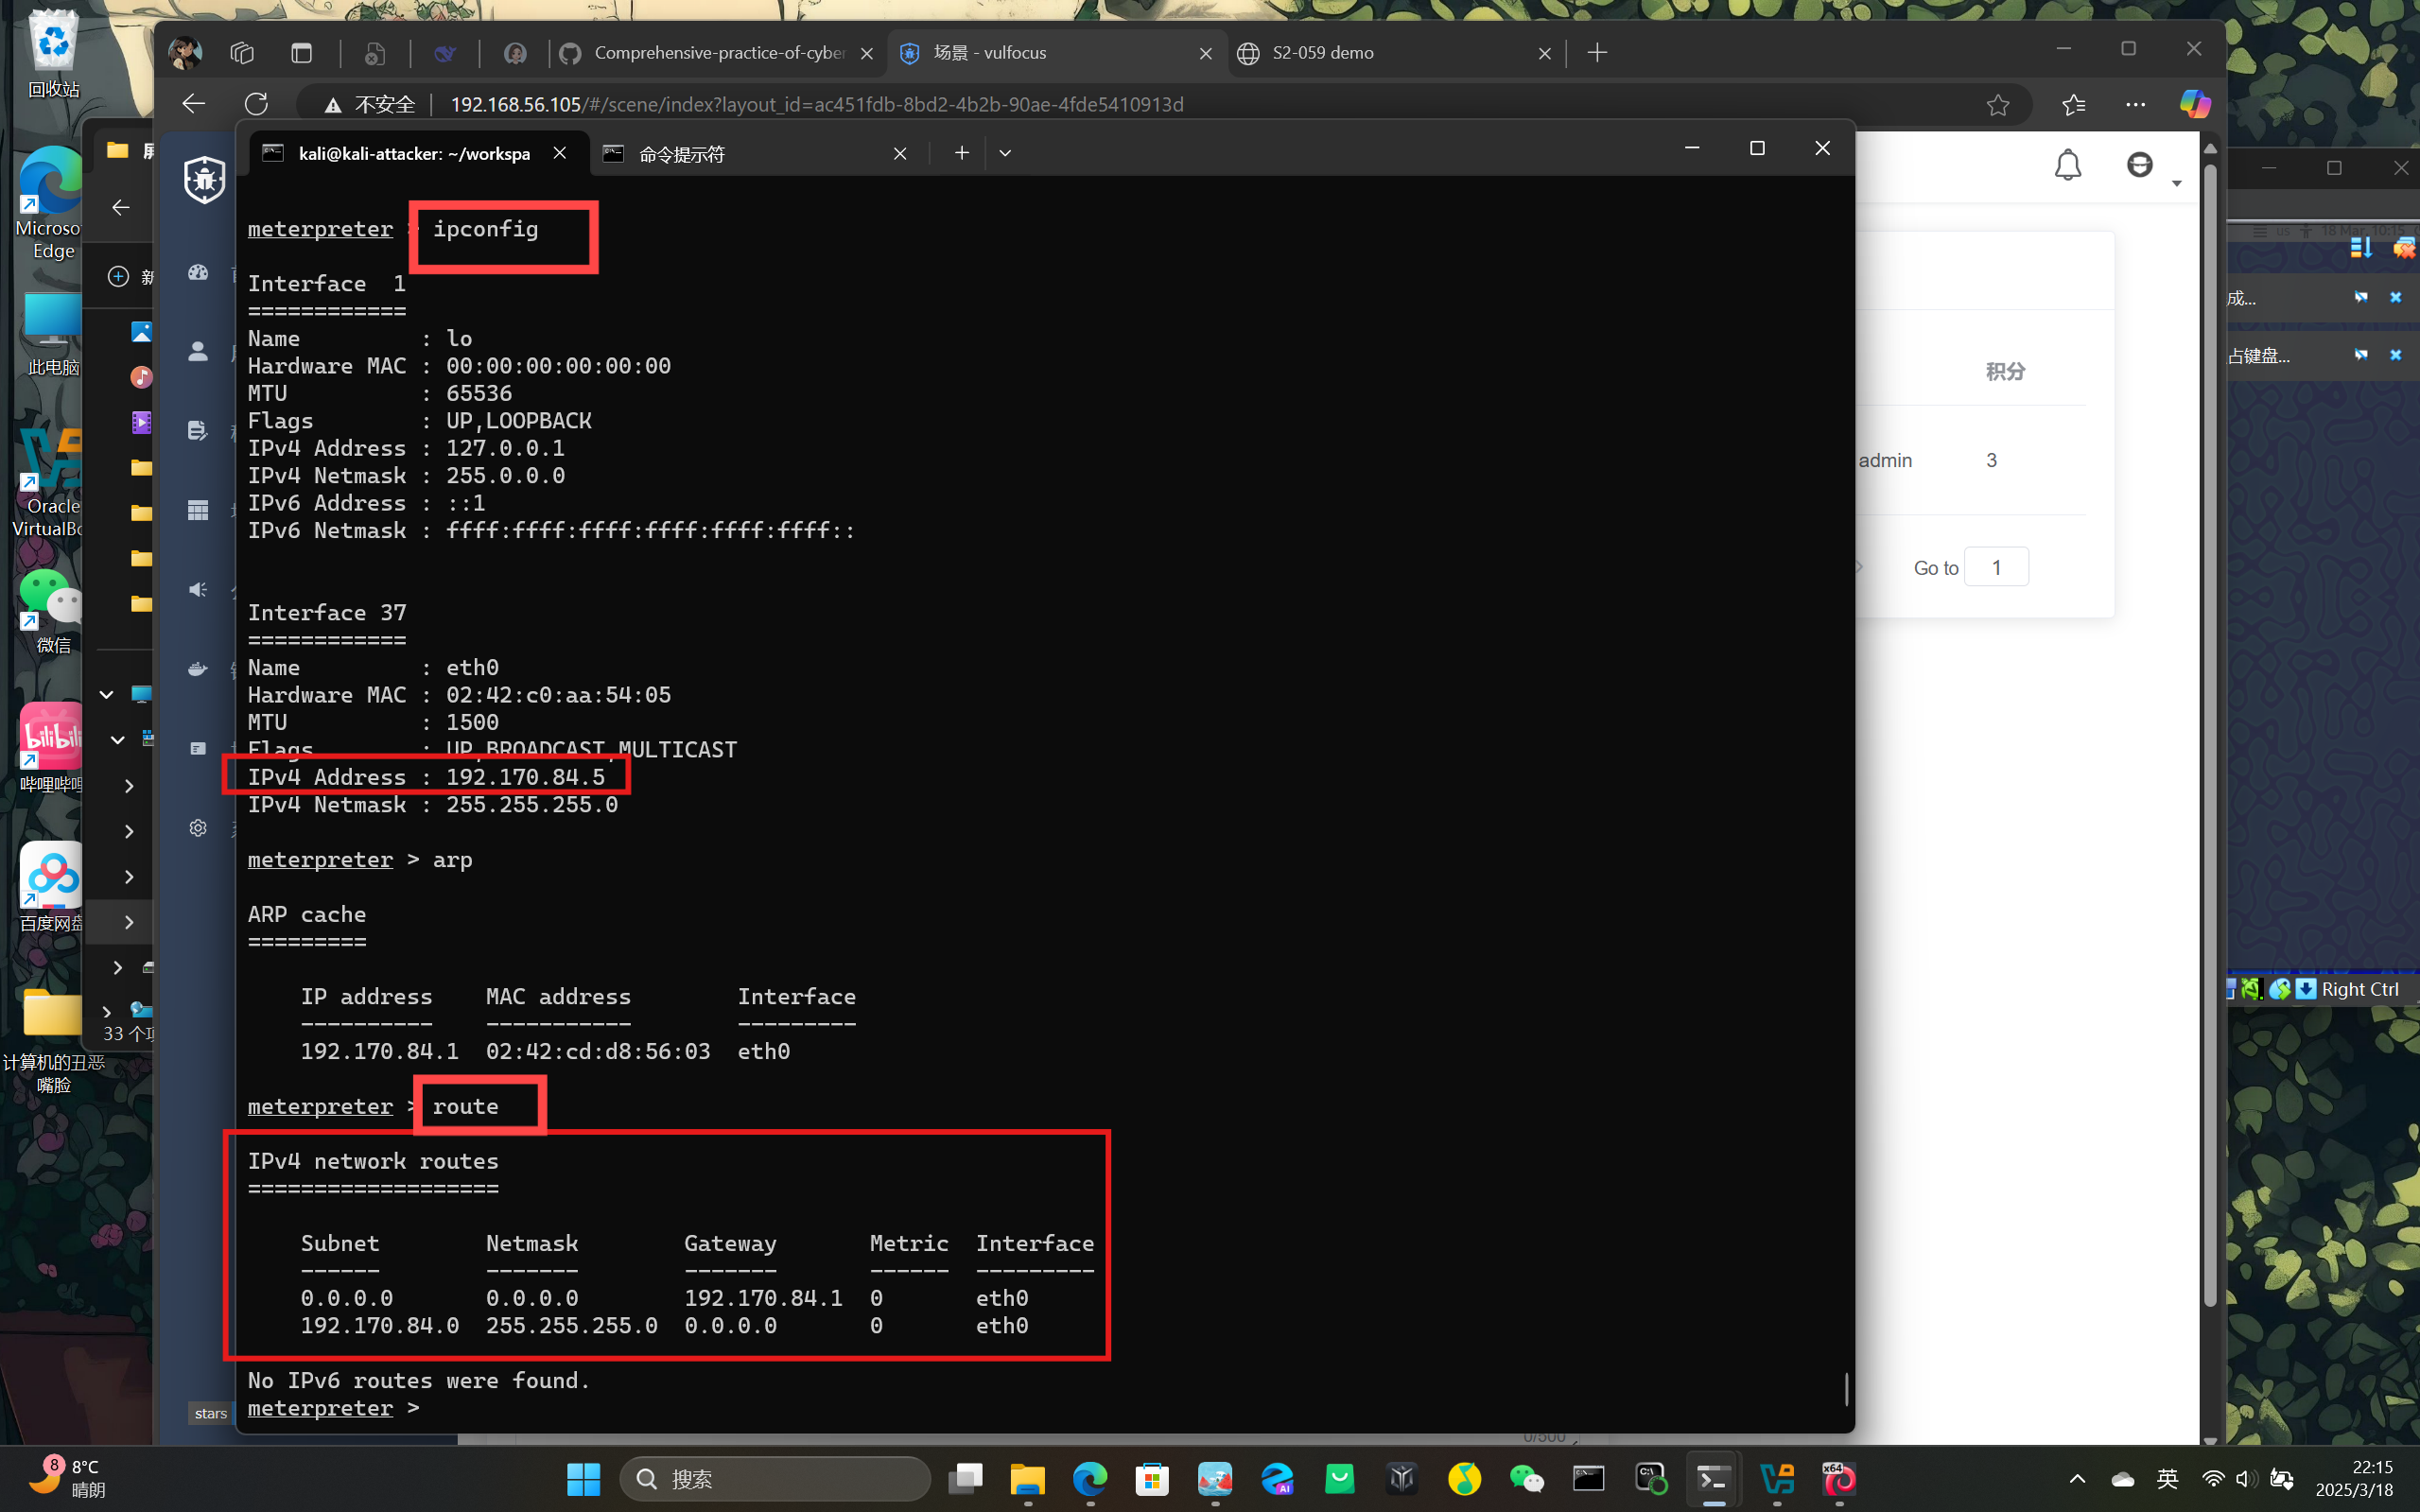 回收站
Microso
Edge
此电脑
Oracle
VirtualBo
微信
bilibili
哔哩哔哩
百度网盘
计算机的丑恶
嘴脸
33 个项
Comprehensive-practice-of-cyber
场景 - vulfocus
S2-059 demo
不安全
192.168.56.105/#/scene/index?layout_id=ac451fdb-8bd2-4b2b-90ae-4fde5410913d
kali@kali-attacker: ~/workspa
命令提示符
meterpreter > ipconfig
Interface  1
============
Name         : lo
Hardware MAC : 00:00:00:00:00:00
MTU          : 65536
Flags        : UP,LOOPBACK
IPv4 Address : 127.0.0.1
IPv4 Netmask : 255.0.0.0
IPv6 Address : ::1
IPv6 Netmask : ffff:ffff:ffff:ffff:ffff:ffff::
Interface 37
============
Name         : eth0
Hardware MAC : 02:42:c0:aa:54:05
MTU          : 1500
Flags        : UP,BROADCAST,MULTICAST
IPv4 Address : 192.170.84.5
IPv4 Netmask : 255.255.255.0
meterpreter > arp
ARP cache
=========
IP address    MAC address        Interface
----------    -----------        ---------
192.170.84.1  02:42:cd:d8:56:03  eth0
meterpreter > route
IPv4 network routes
===================
Subnet        Netmask        Gateway       Metric  Interface
------        -------        -------       ------  ---------
0.0.0.0       0.0.0.0        192.170.84.1  0       eth0
192.170.84.0  255.255.255.0  0.0.0.0       0       eth0
No IPv6 routes were found.
meterpreter >
积分
admin 3
Go to 1
us 18 Mar, 10:15
成...
占键盘...
Right Ctrl
stars
0/500
8
8°C
晴朗
搜索
英
22:15
2025/3/18